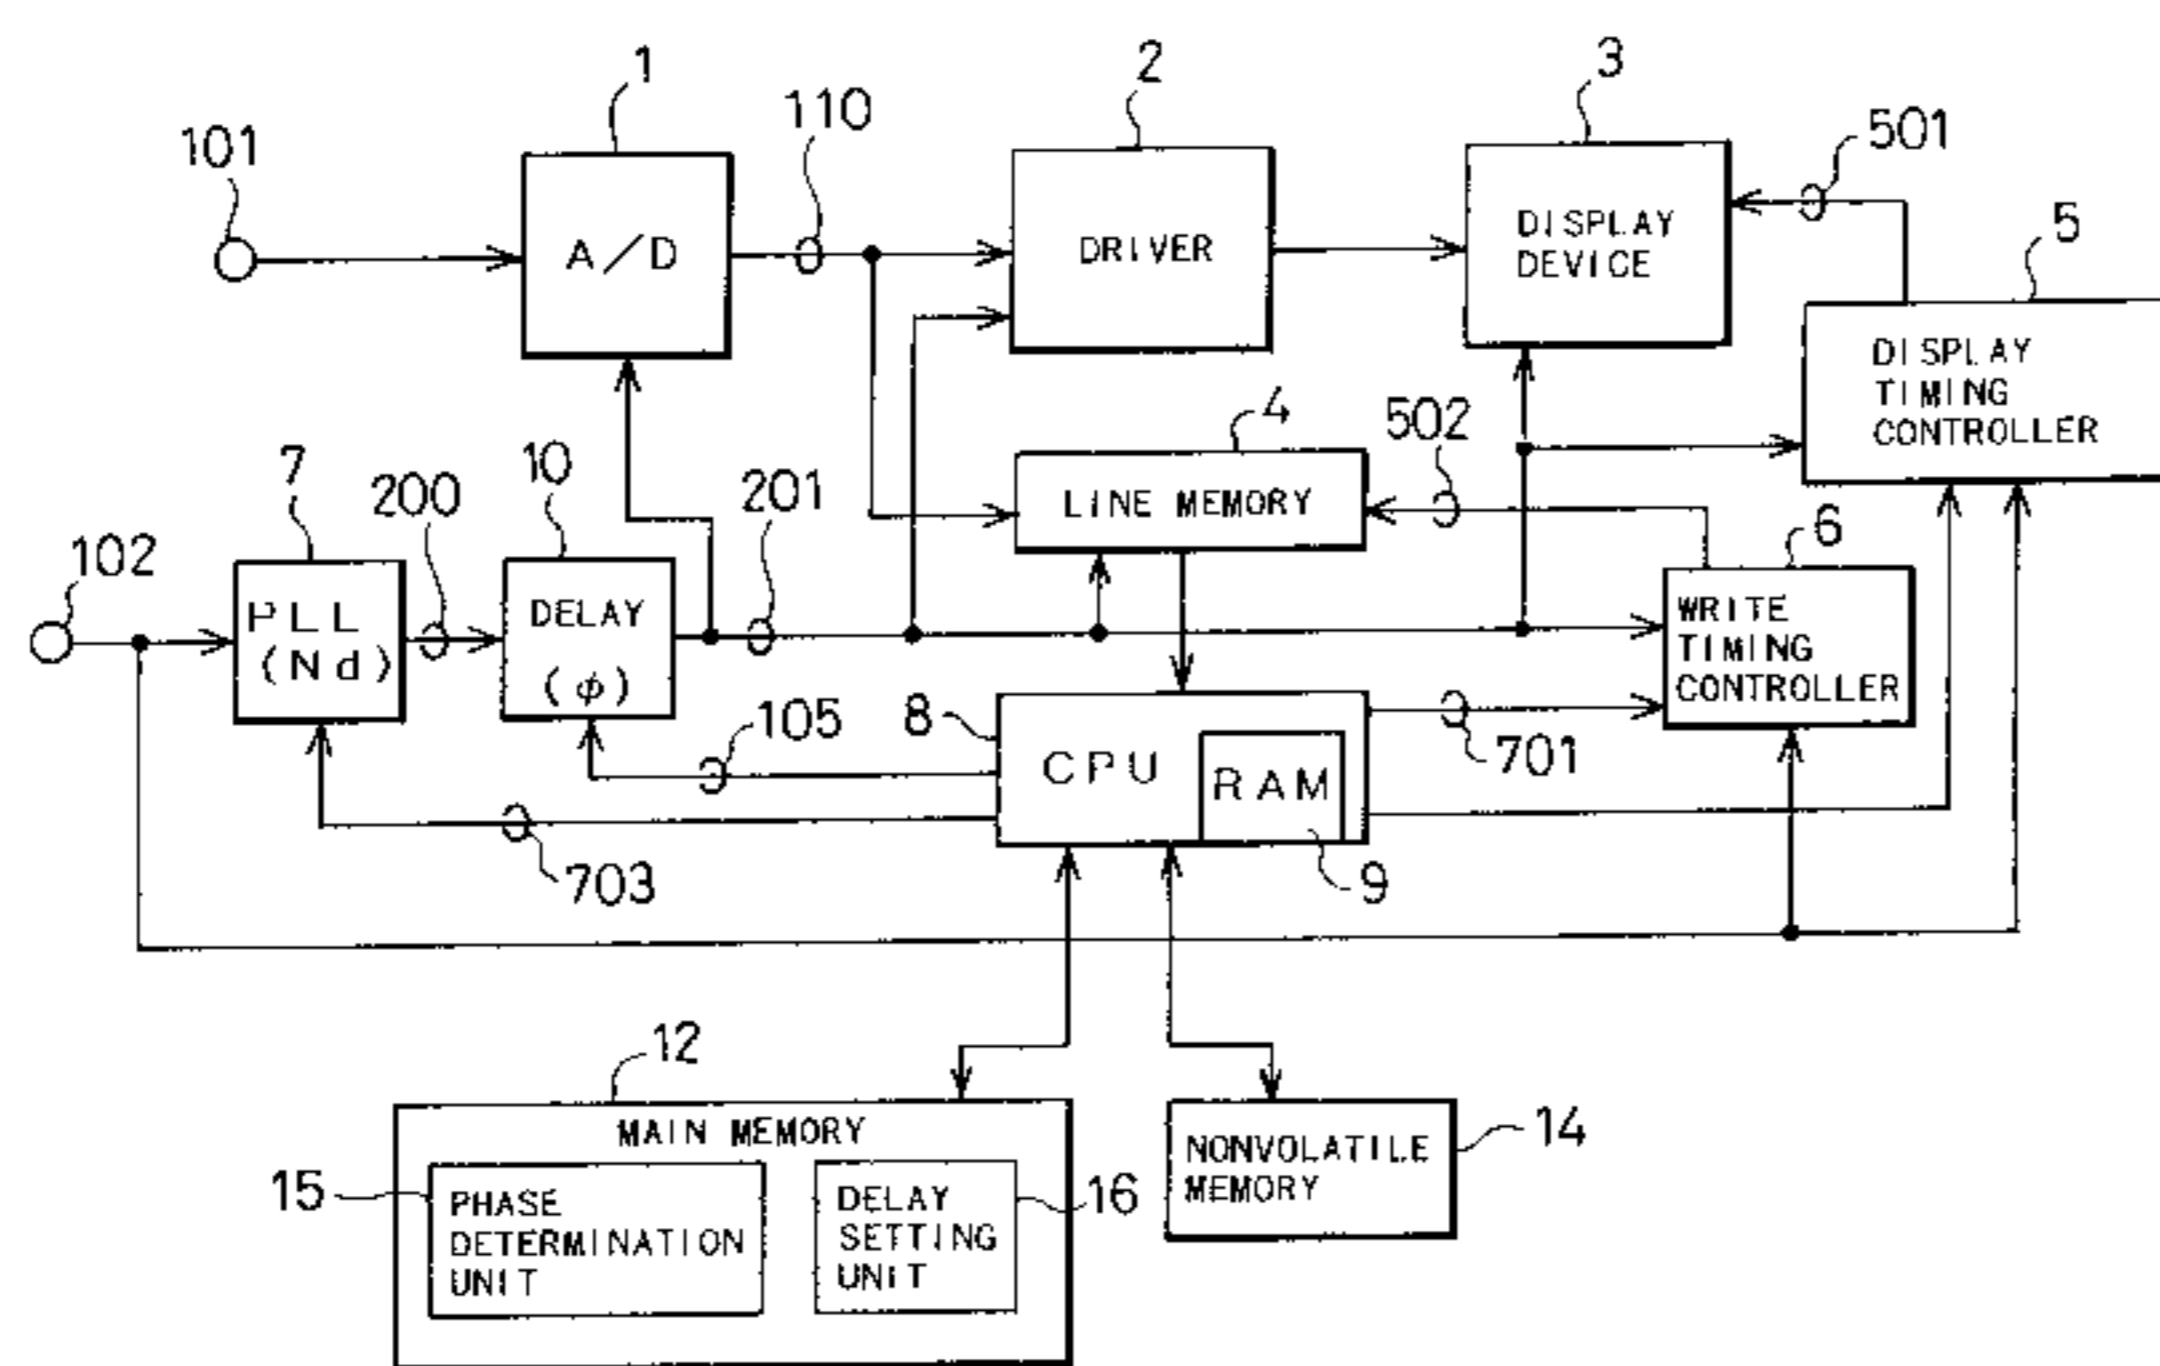 1
2
3
101
110
501
5
A/D
DRIVER
DISPLAY
DEVICE
DISPLAY
TIMING
CONTROLLER
4
502
7
200
10
201
LINE MEMORY
6
102
PLL
(Nd)
DELAY
(φ)
WRITE
TIMING
CONTROLLER
105
8
CPU
RAM
701
703
9
12
MAIN MEMORY
14
NONVOLATILE
MEMORY
15
PHASE
DETERMINATION
UNIT
DELAY
SETTING
UNIT
16